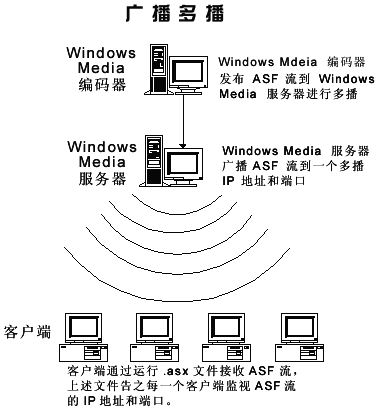 广播多播
Windows
Media
编码器
Windows Mdeia 编码器
发布 ASF 流到 Windows
Media 服务器进行多播
Windows
Media
服务器
Windows Media 服务器
广播 ASF 流到一个多播
IP 地址和端口
客户端
客户端通过运行 .asx 文件接收 ASF 流，
上述文件告之每一个客户端监视 ASF 流
的 IP 地址和端口。